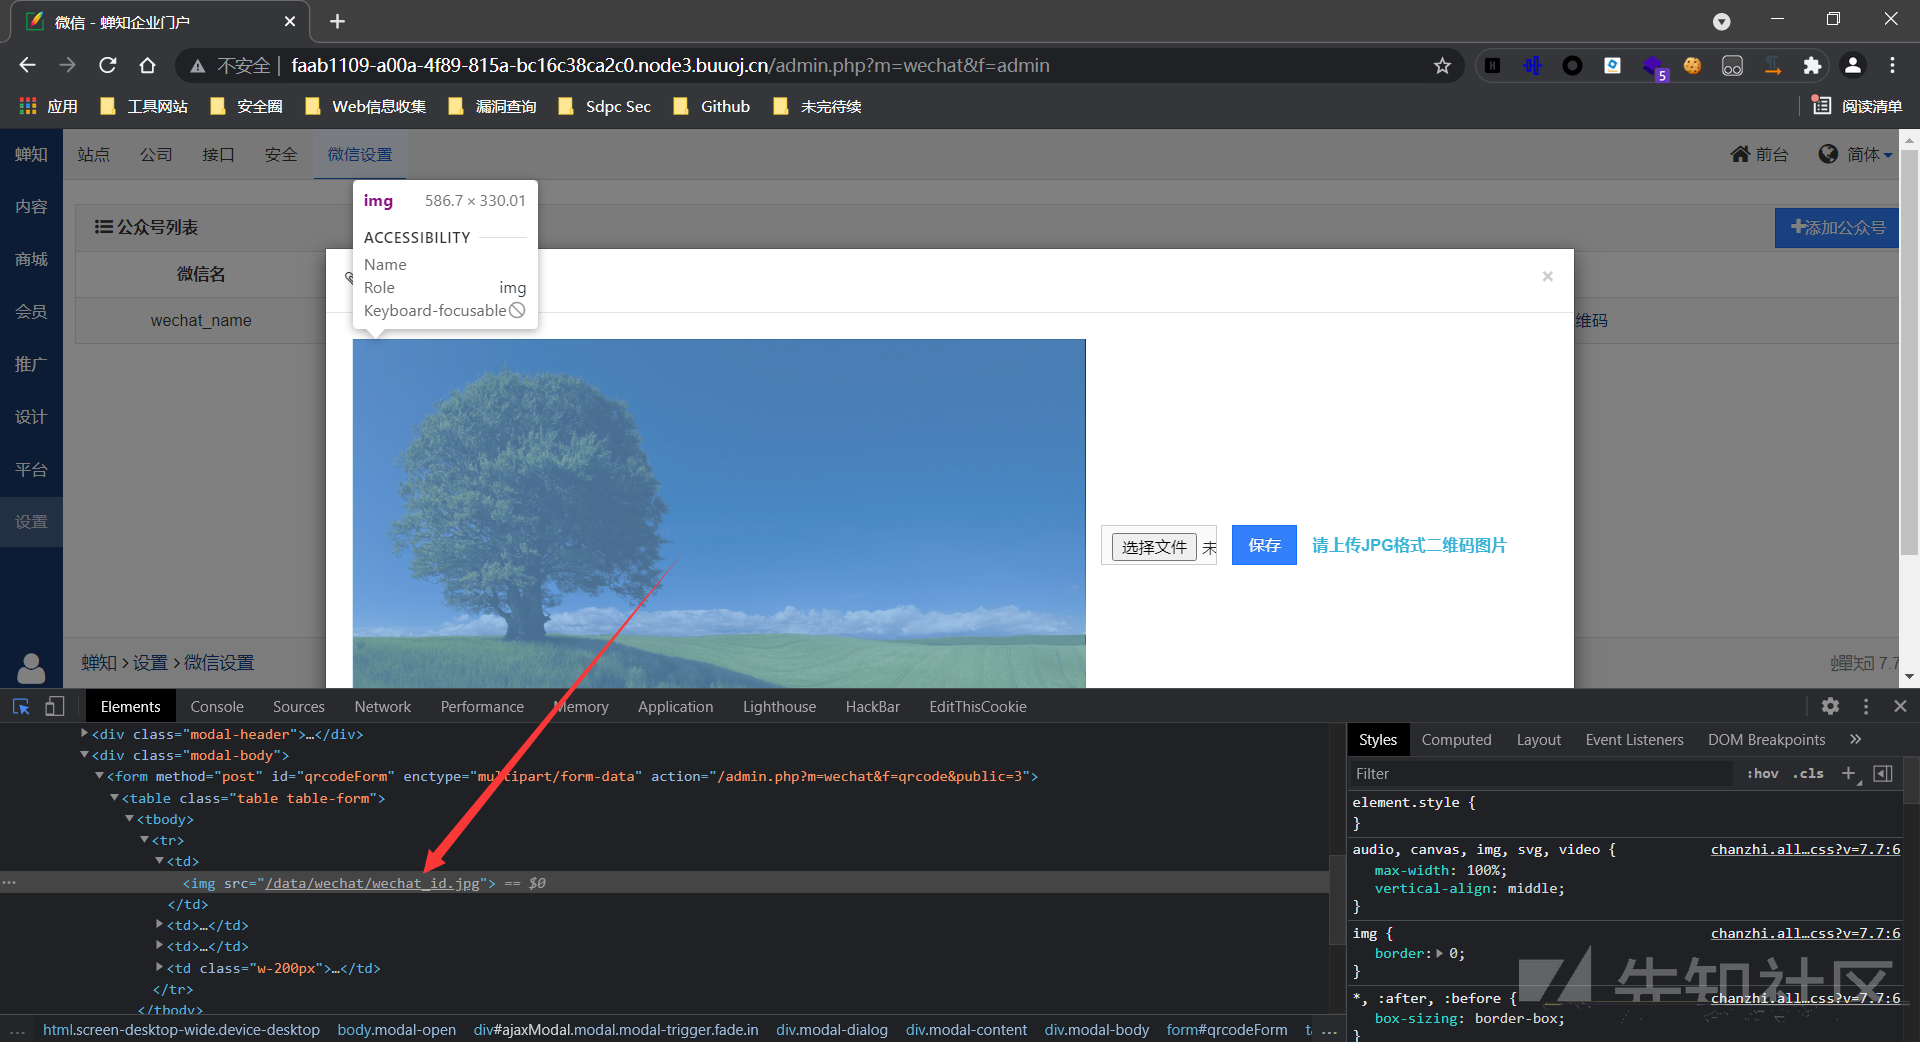 微信 - 蝉知企业门户
不安全 | faab1109-a00a-4f89-815a-bc16c38ca2c0.node3.buuoj.cn/admin.php?m=wechat&f=admin
5
应用 工具网站 安全圈 Web信息收集 漏洞查询 Sdpc Sec Github 未完待续 阅读清单
蝉知 站点 公司 接口 安全 微信设置 前台 简体
内容
商城
会员
推广
设计
平台
设置
公众号列表
添加公众号
微信名
wechat_name
维码
img 586.7 × 330.01
ACCESSIBILITY
Name
Role img
Keyboard-focusable
×
选择文件 未
保存
请上传JPG格式二维码图片
蝉知 > 设置 > 微信设置
蝉知 7.7
Elements Console Sources Network Performance Memory Application Lighthouse HackBar EditThisCookie
<div class="modal-header">…</div>
<div class="modal-body">
<form method="post" id="qrcodeForm" enctype="multipart/form-data" action="/admin.php?m=wechat&f=qrcode&public=3">
<table class="table table-form">
<tbody>
<tr>
<td>
<img src="/data/wechat/wechat_id.jpg"> == $0
</td>
<td>…</td>
<td>…</td>
<td class="w-200px">…</td>
</tr>
</tbody>
… html.screen-desktop-wide.device-desktop body.modal-open div#ajaxModal.modal.modal-trigger.fade.in div.modal-dialog div.modal-content div.modal-body form#qrcodeForm ta …
Styles Computed Layout Event Listeners DOM Breakpoints »
Filter :hov .cls +
element.style {
}
audio, canvas, img, svg, video { chanzhi.all…css?v=7.7:6
max-width: 100%;
vertical-align: middle;
}
img { chanzhi.all…css?v=7.7:6
border: 0;
}
*, :after, :before { chanzhi.all…css?v=7.7:6
box-sizing: border-box;
}
先知社区